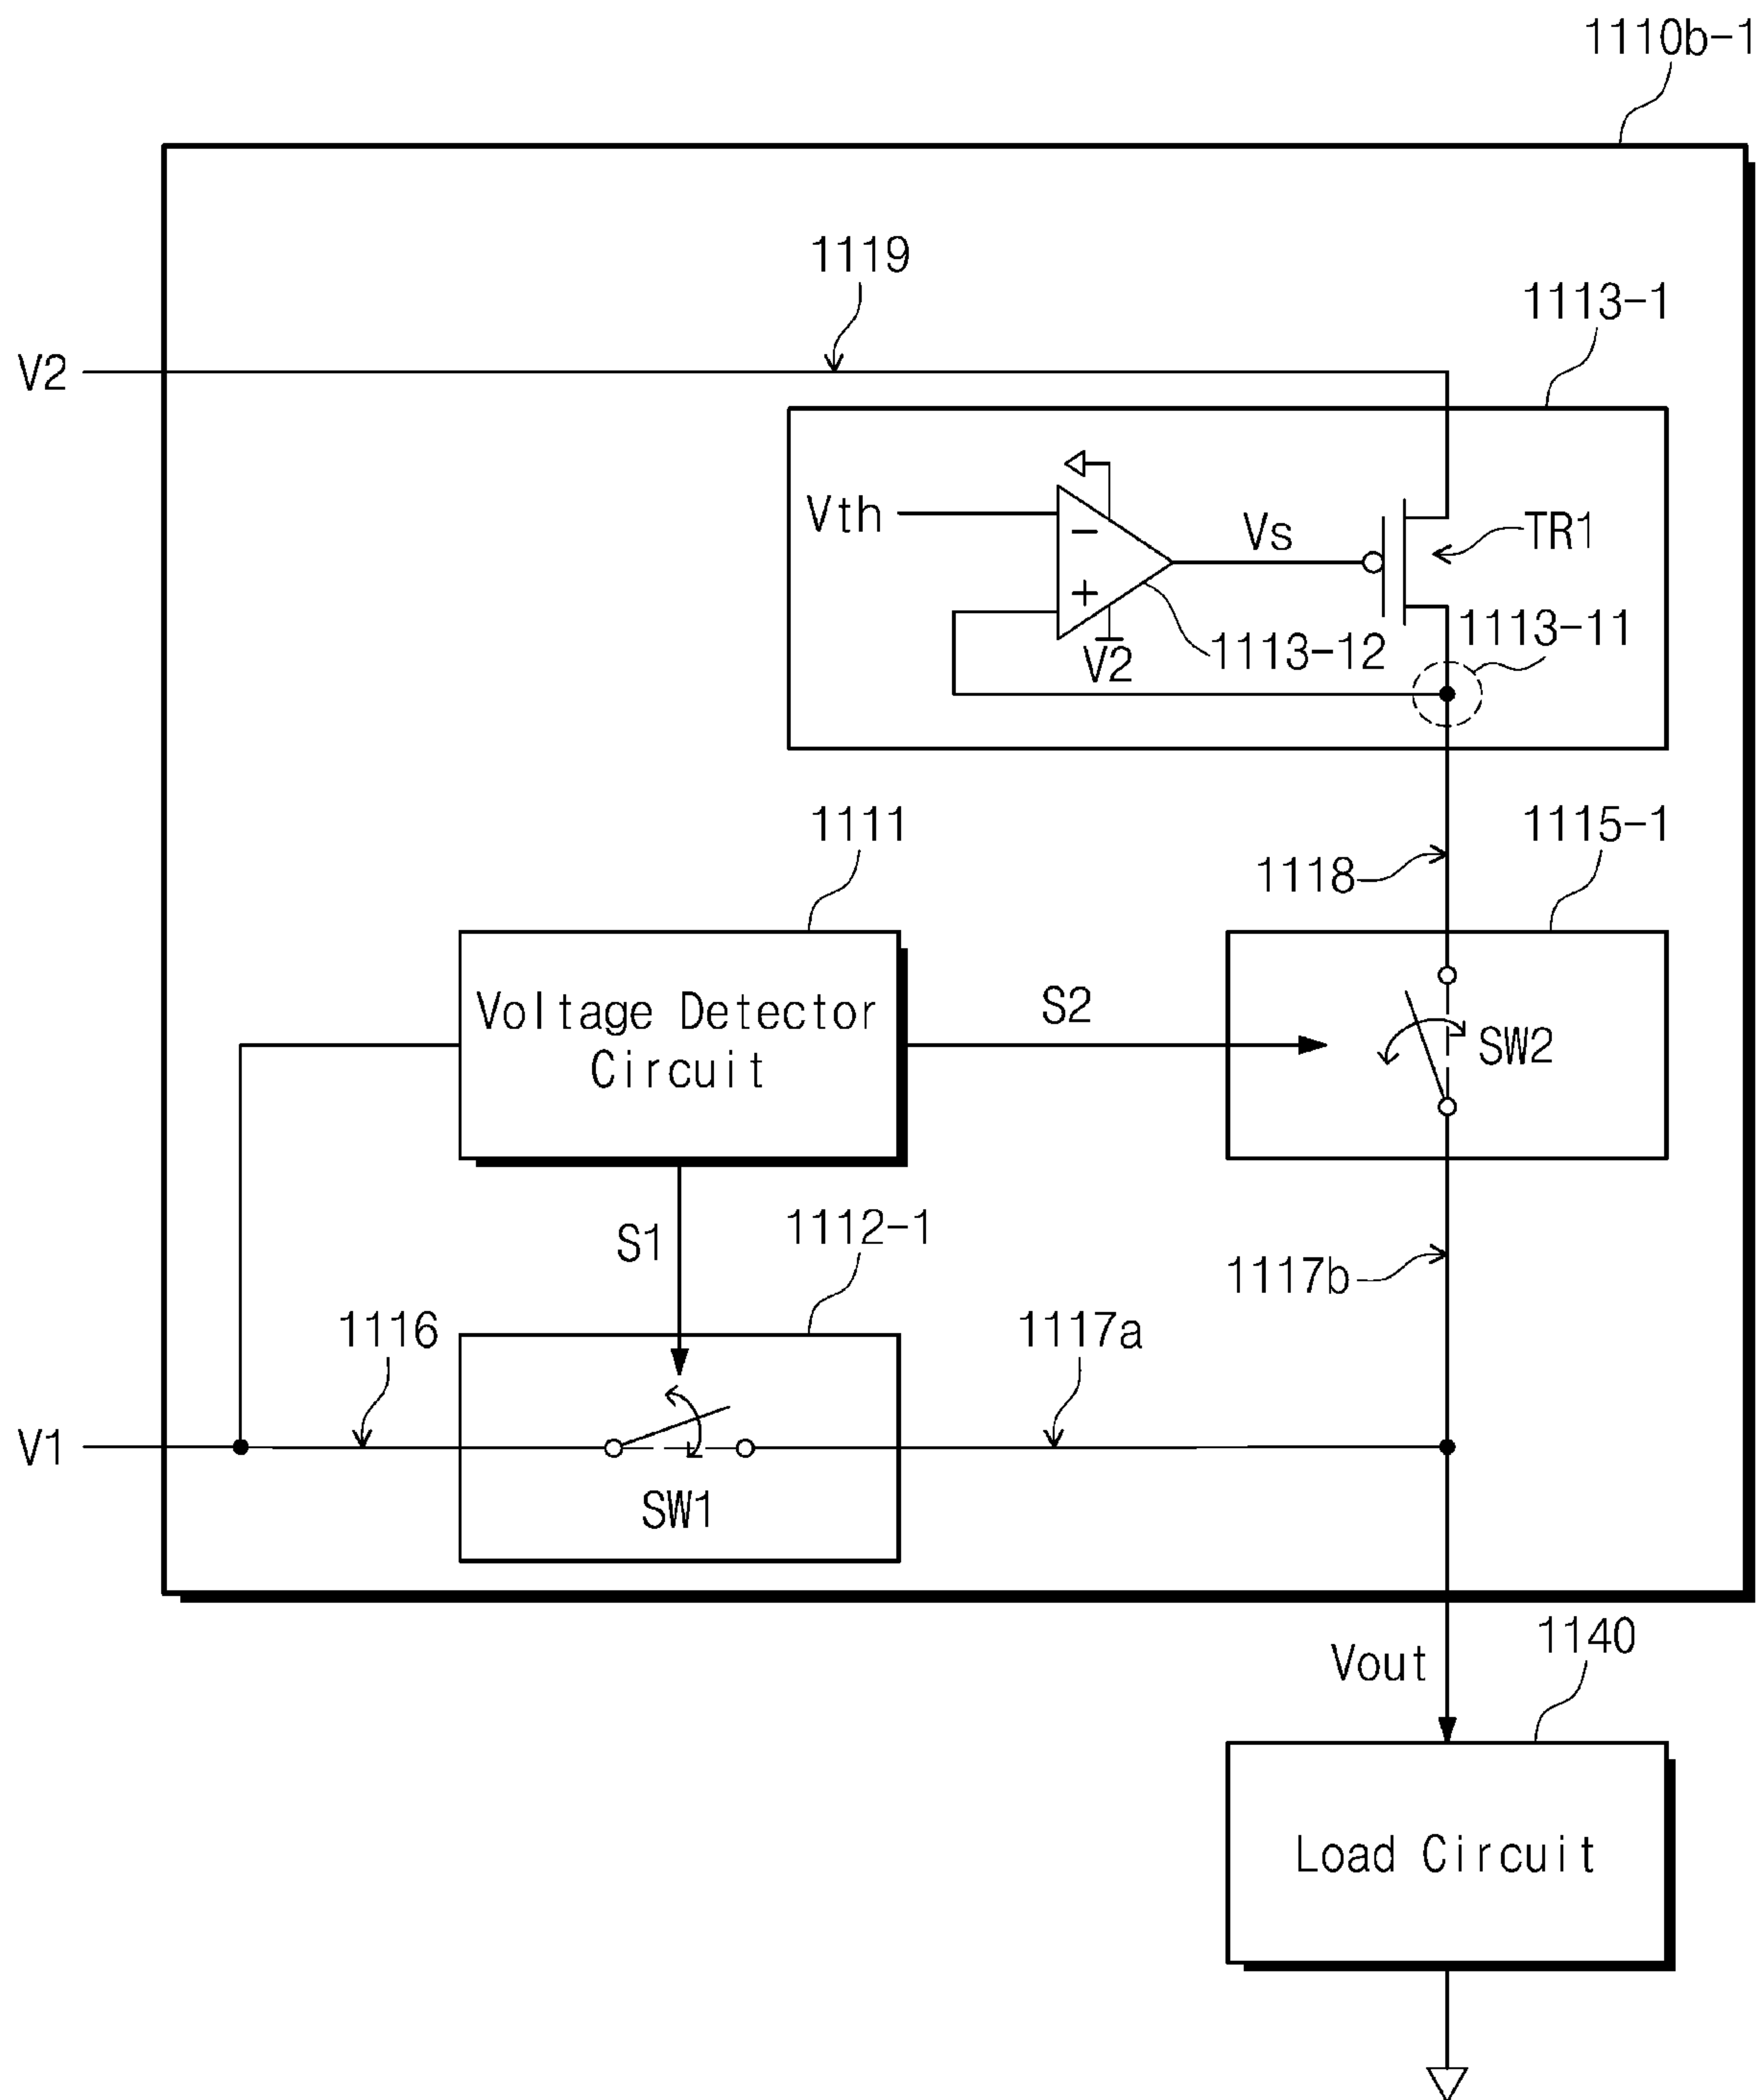 1110b-1
1119
1113-1
V2
Vth
−
Vs
TR1
+
1113-11
V2
1113-12
1111
1115-1
1118
Voltage Detector
Circuit
S2
SW2
S1
1112-1
1117b
1116
1117a
V1
SW1
Vout
1140
Load Circuit